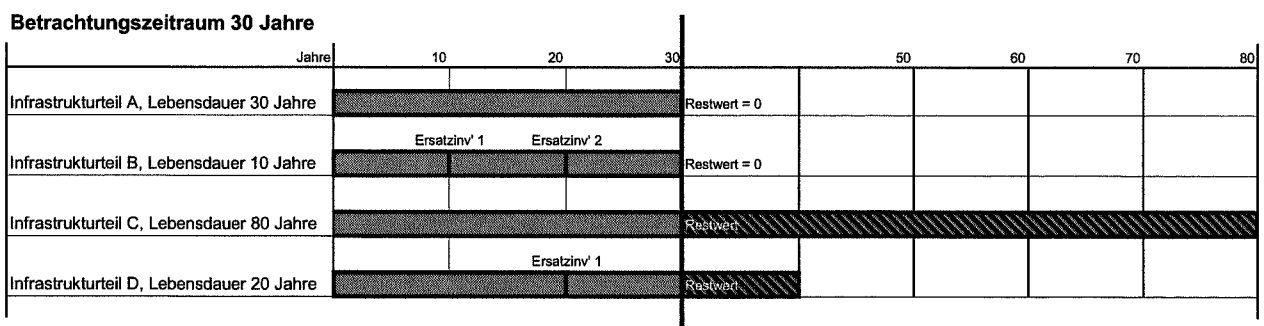 Betrachtungszeitraum 30 Jahre
Jahre 10 20 30 50 60 70 80
Infrastrukturteil A, Lebensdauer 30 Jahre Restwert = 0
Ersatzinv' 1 Ersatzinv' 2
Infrastrukturteil B, Lebensdauer 10 Jahre Restwert = 0
Infrastrukturteil C, Lebensdauer 80 Jahre Restwert
Ersatzinv' 1
Infrastrukturteil D, Lebensdauer 20 Jahre Restwert